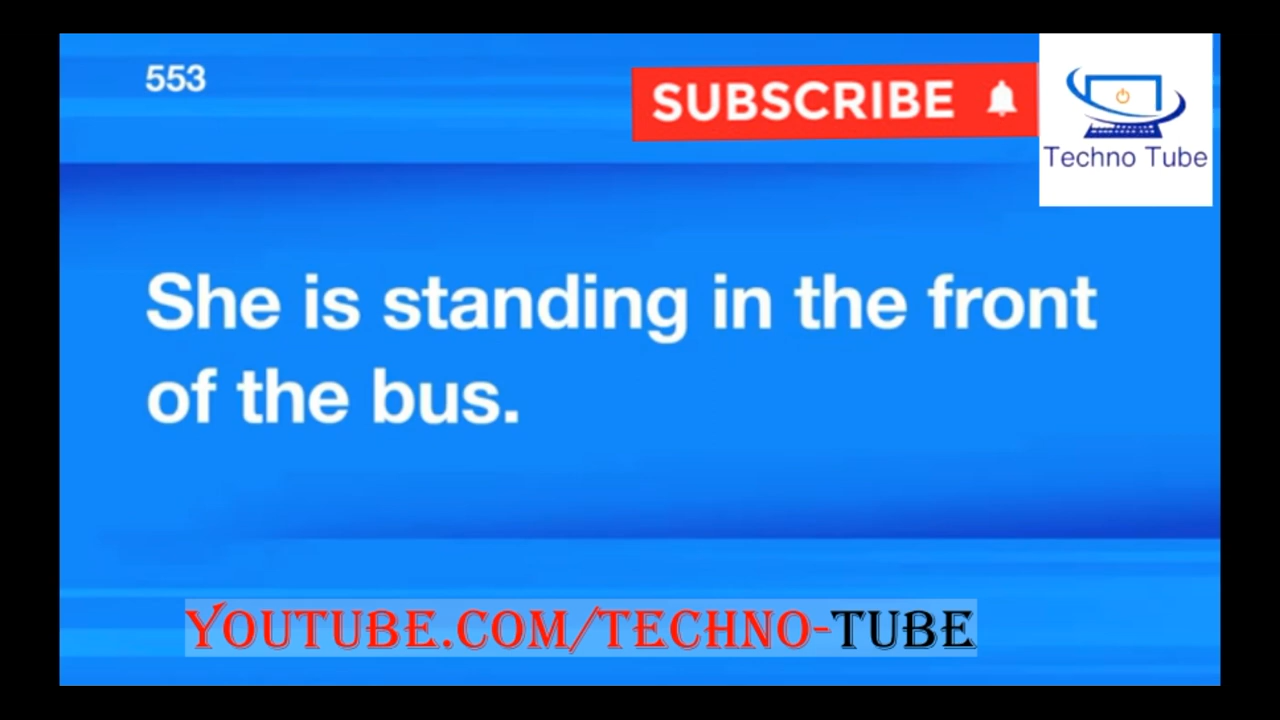 553
SUBSCRIBE
Techno Tube
She is standing in the front
of the bus.
YOUTUBE.COM/TECHNO-TUBE